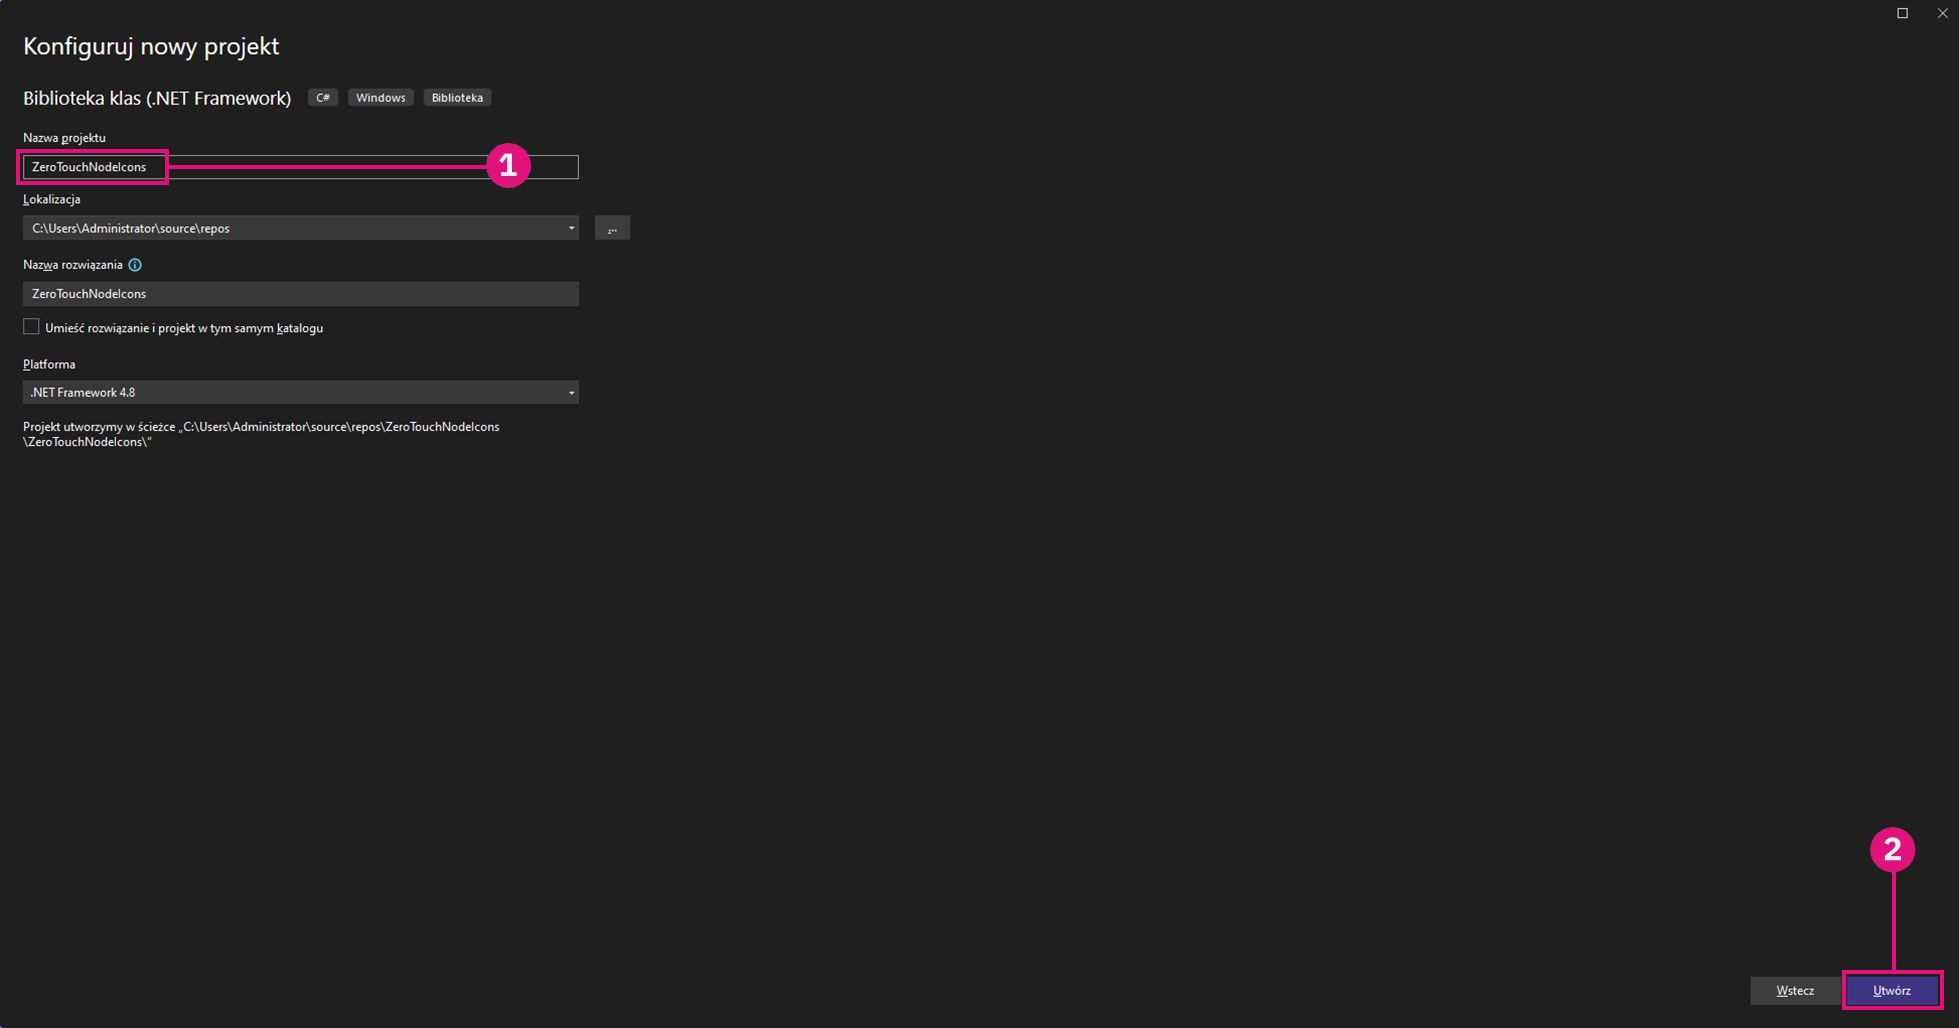 Konfiguruj nowy projekt
Biblioteka klas (.NET Framework) C# Windows Biblioteka
Nazwa projektu
ZeroTouchNodeIcons 1
Lokalizacja
C:\Users\Administrator\source\repos ...
Nazwa rozwiązania
ZeroTouchNodeIcons
Umieść rozwiązanie i projekt w tym samym katalogu
Platforma
.NET Framework 4.8
Projekt utworzymy w ścieżce „C:\Users\Administrator\source\repos\ZeroTouchNodeIcons
\ZeroTouchNodeIcons\”
2
Wstecz Utwórz